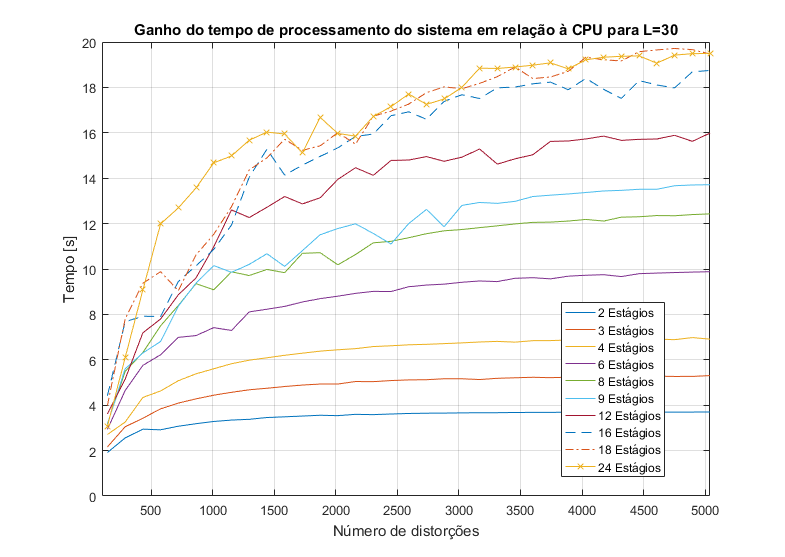 Ganho do tempo de processamento do sistema em relação à CPU para L=30
Tempo [s]
20
18
16
14
12
10
8
6
4
2
0
500
1000
1500
2000
2500
3000
3500
4000
4500
5000
Número de distorções
2 Estágios
3 Estágios
4 Estágios
6 Estágios
8 Estágios
9 Estágios
12 Estágios
16 Estágios
18 Estágios
24 Estágios